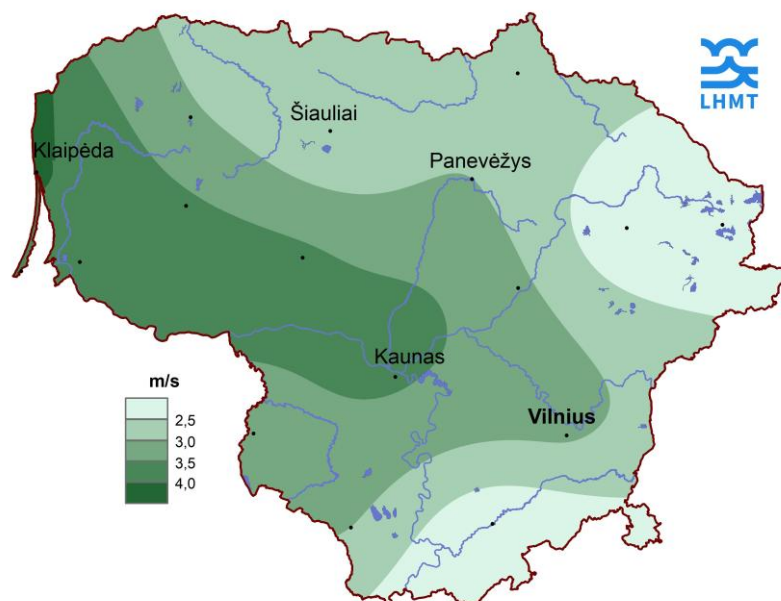 LHMT
Šiauliai
Klaipėda
Panevėžys
Kaunas
Vilnius
m/s
2,5
3,0
3,5
4,0